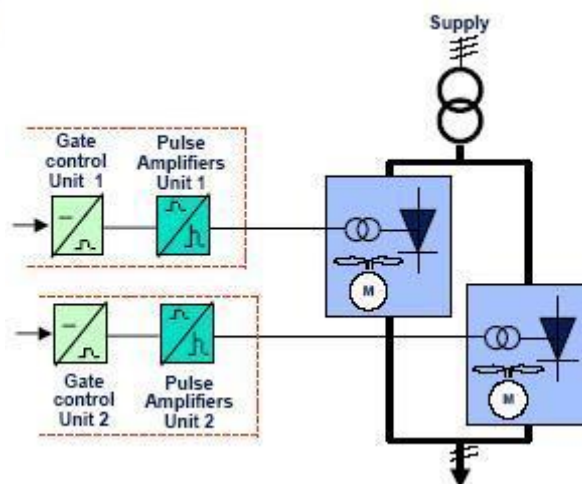 Supply
Gate
control
Unit 1
Pulse
Amplifiers
Unit 1
M
M
Gate
control
Unit 2
Pulse
Amplifiers
Unit 2